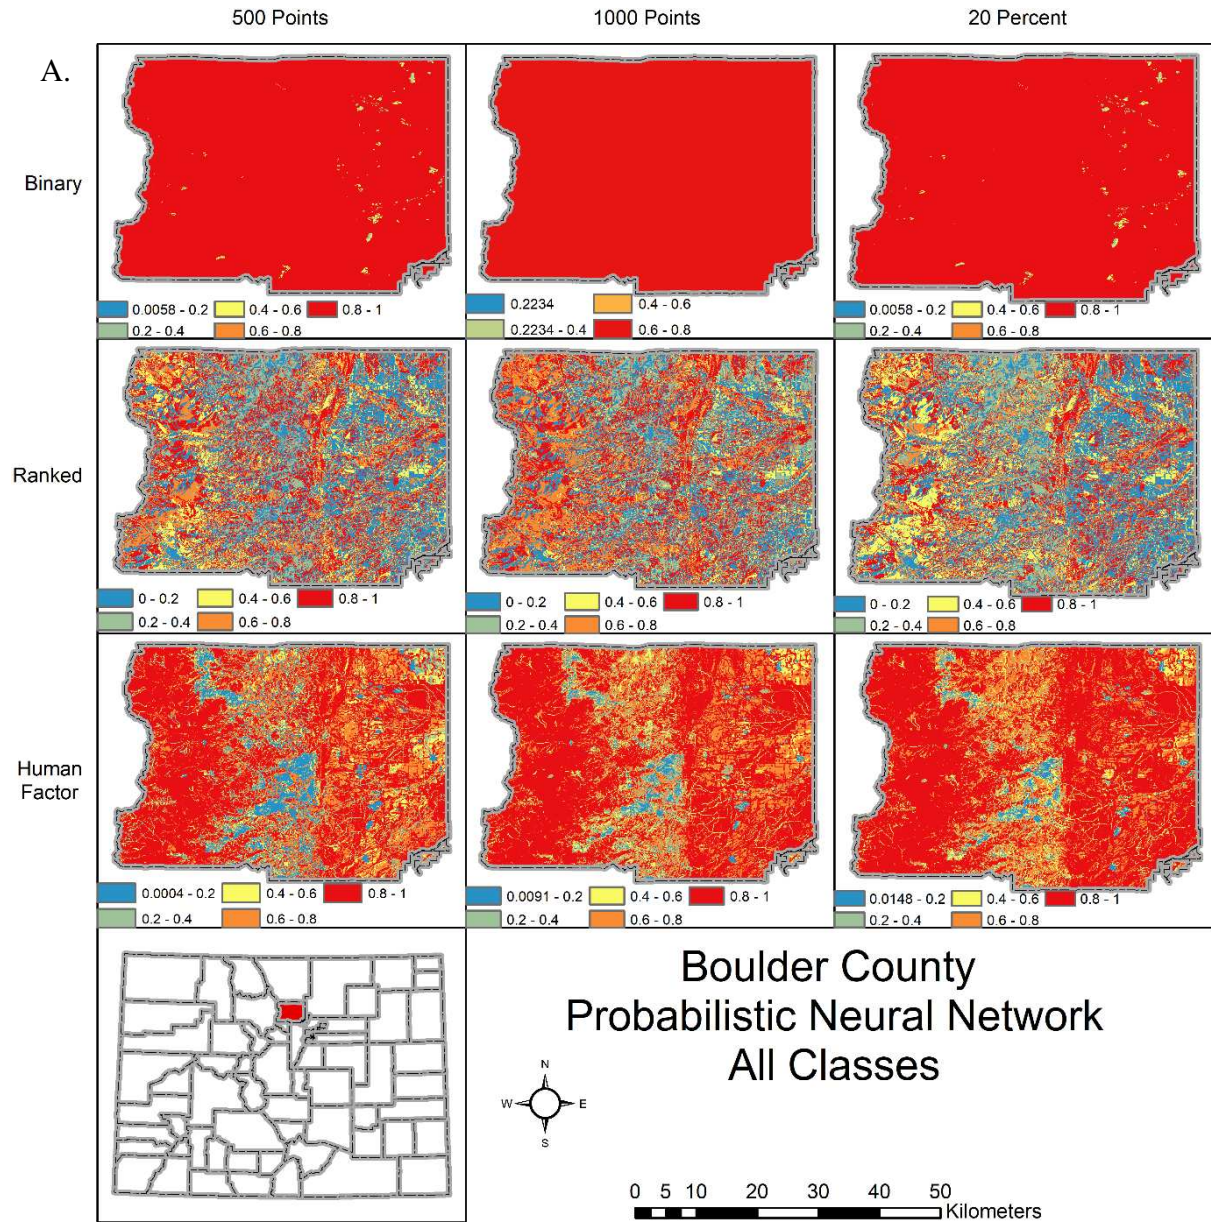 500 Points 1000 Points 20 Percent
A.
Binary
0.0058 - 0.2 0.4 - 0.6 0.8 - 1
0.2 - 0.4 0.6 - 0.8
0.2234 0.4 - 0.6
0.2234 - 0.4 0.6 - 0.8
0.0058 - 0.2 0.4 - 0.6 0.8 - 1
0.2 - 0.4 0.6 - 0.8
Ranked
0 - 0.2 0.4 - 0.6 0.8 - 1
0.2 - 0.4 0.6 - 0.8
0 - 0.2 0.4 - 0.6 0.8 - 1
0.2 - 0.4 0.6 - 0.8
0 - 0.2 0.4 - 0.6 0.8 - 1
0.2 - 0.4 0.6 - 0.8
Human
Factor
0.0004 - 0.2 0.4 - 0.6 0.8 - 1
0.2 - 0.4 0.6 - 0.8
0.0091 - 0.2 0.4 - 0.6 0.8 - 1
0.2 - 0.4 0.6 - 0.8
0.0148 - 0.2 0.4 - 0.6 0.8 - 1
0.2 - 0.4 0.6 - 0.8
Boulder County
Probabilistic Neural Network
All Classes
N
W E
S
0 5 10 20 30 40 50
Kilometers